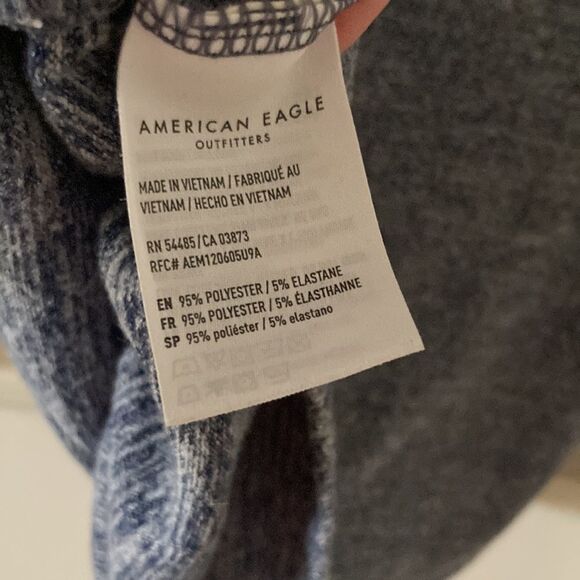 AMERICAN EAGLE
OUTFITTERS
MADE IN VIETNAM / FABRIQUÉ AU
VIETNAM / HECHO EN VIETNAM
RN 54485 / CA 03873
RFC# AEM120605U9A
EN 95% POLYESTER / 5% ELASTANE
FR 95% POLYESTER / 5% ÉLASTHANNE
SP 95% poliéster / 5% elastano